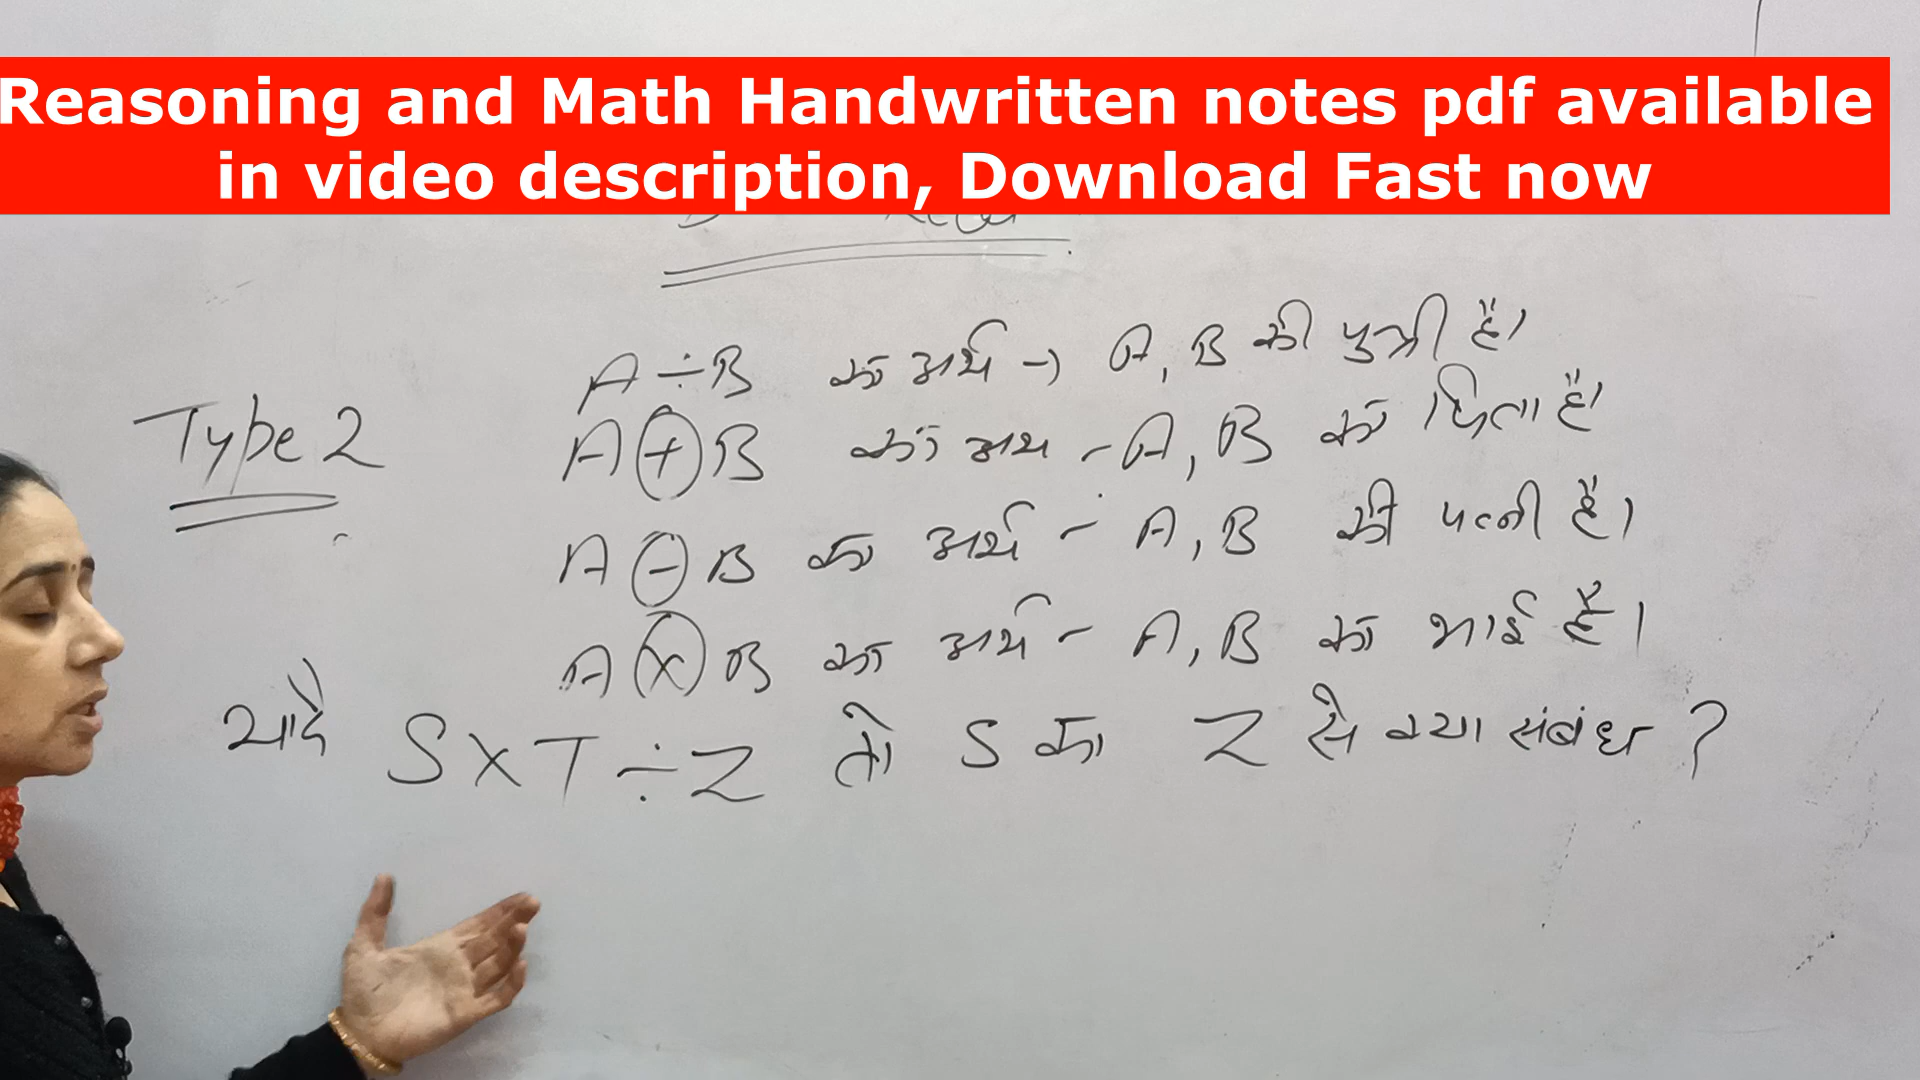 Reasoning and Math Handwritten notes pdf available
in video description, Download Fast now
Type 2
A ÷ B का अर्थ → A, B की पुत्री है।
A + B का अर्थ - A, B का पिता है।
A - B का अर्थ - A, B की पत्नी है।
A × B का अर्थ - A, B का भाई है।
यदि S × T ÷ Z तो S का Z से क्या संबंध ?